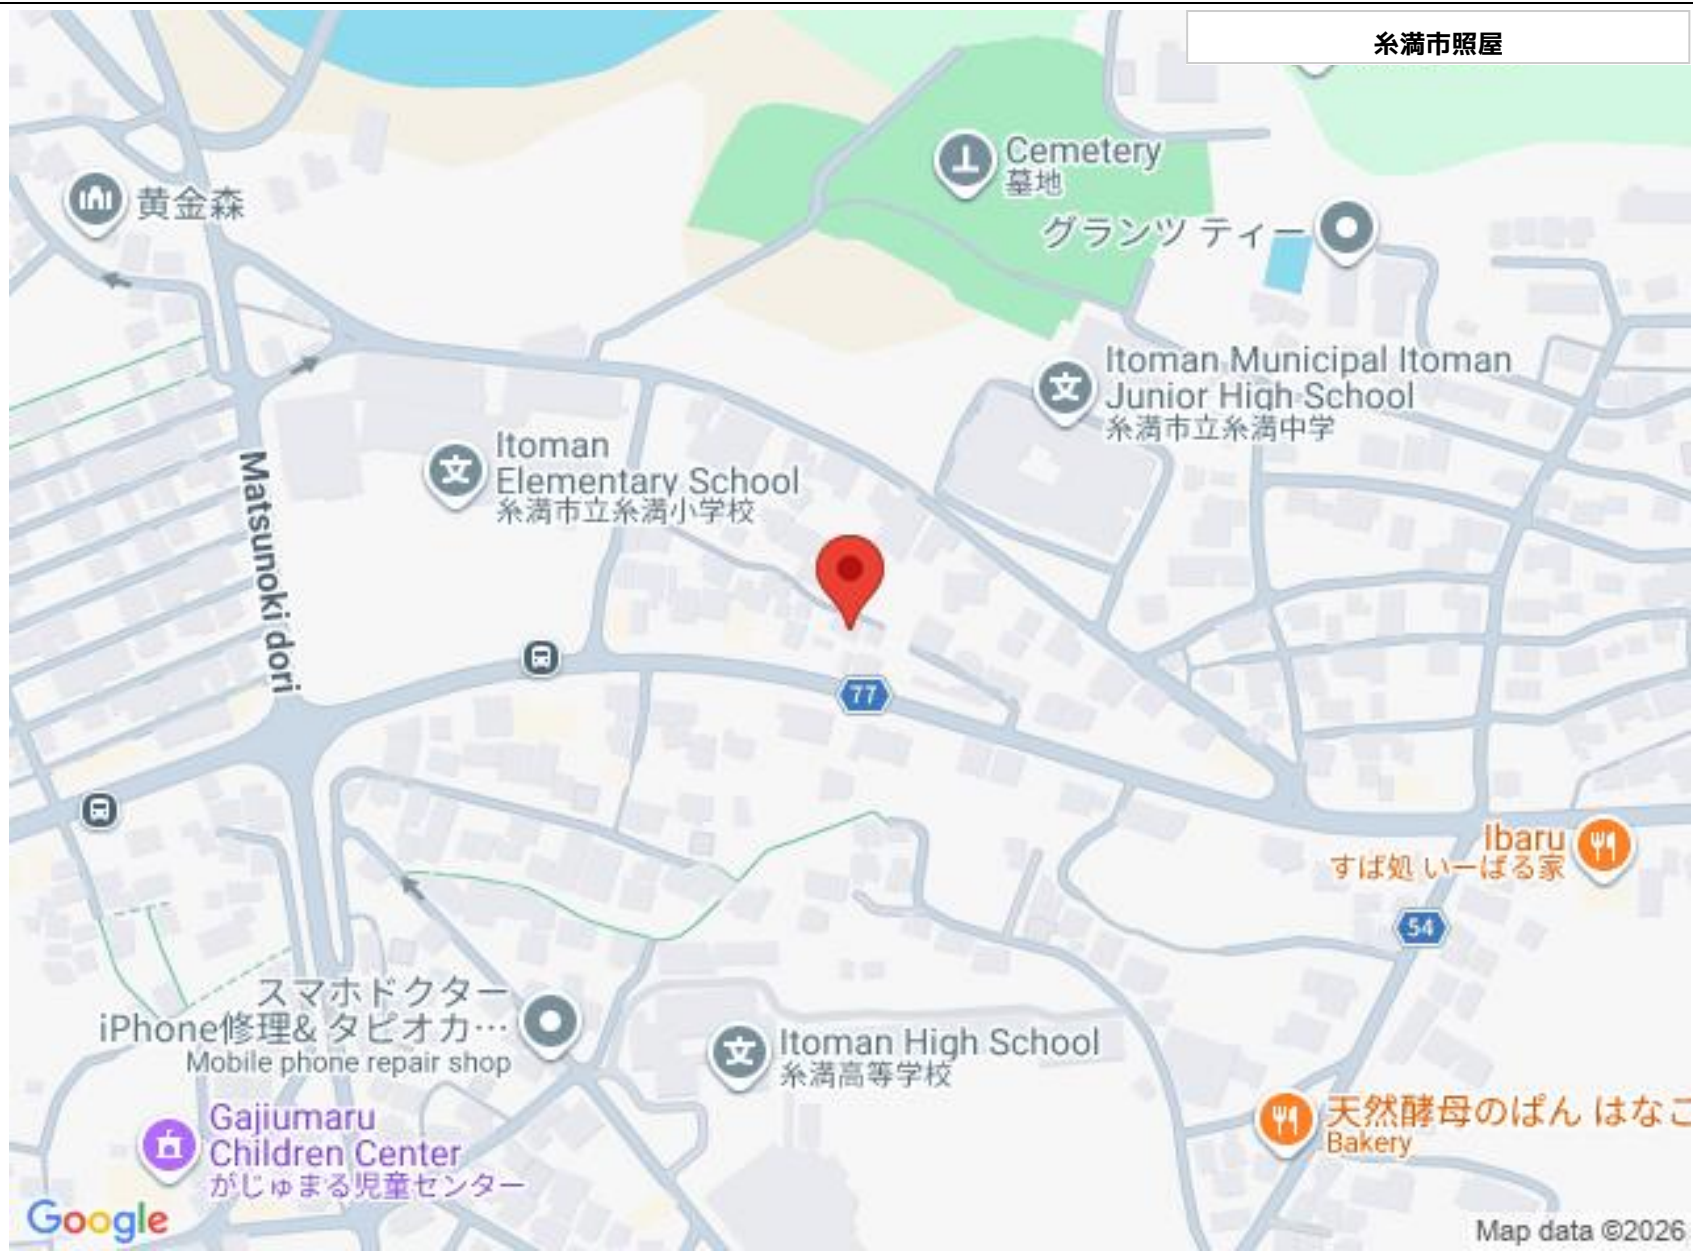 糸満市照屋
Cemetery
墓地
黄金森
グランツ ティー
Itoman Municipal Itoman
Junior High School
糸満市立糸満中学
Itoman
Elementary School
糸満市立糸満小学校
Matsunoki dori
77
Ibaru
すば処 いーばる家
54
スマホドクター
iPhone修理& タピオカ…
Mobile phone repair shop
Itoman High School
糸満高等学校
Gajiumaru
Children Center
がじゅまる児童センター
天然酵母のぱん はなこ
Bakery
Google
Map data ©2026